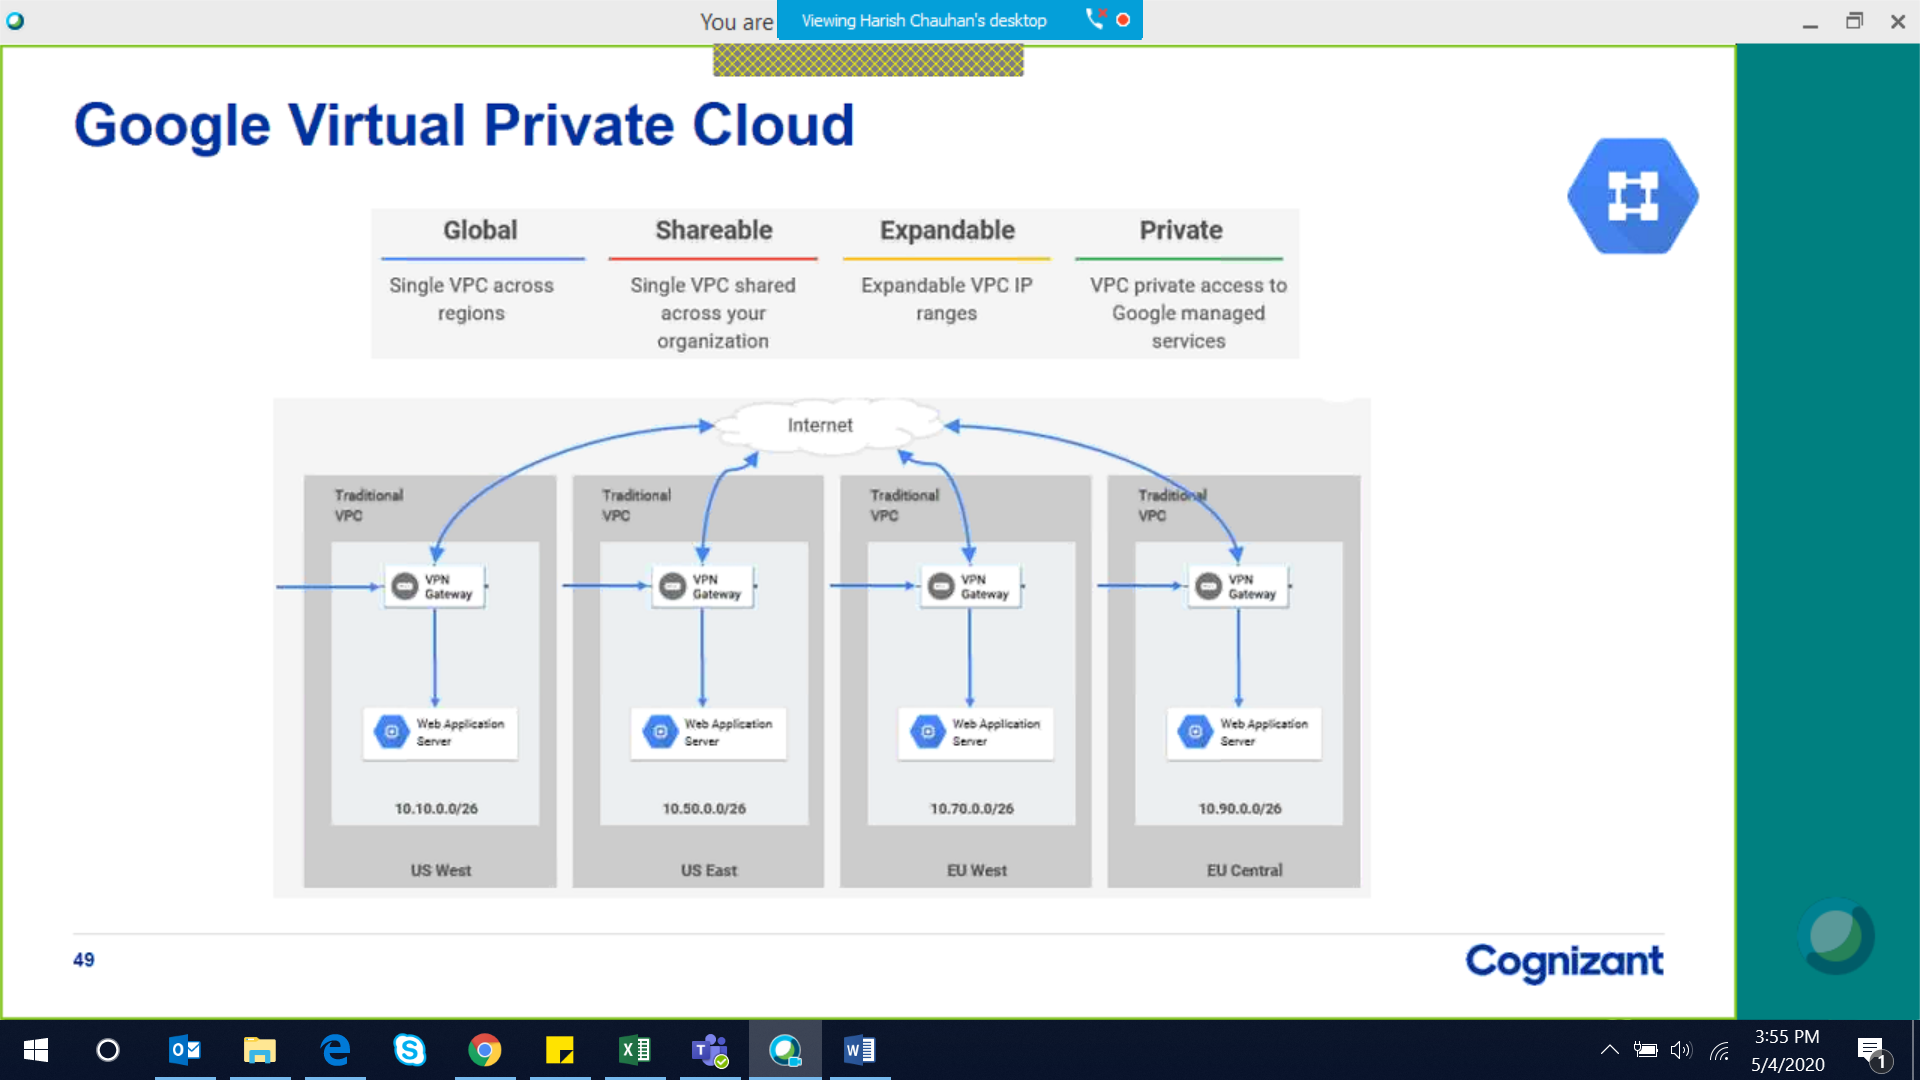 You are
Viewing Harish Chauhan's desktop
Google Virtual Private Cloud
Global
Shareable
Expandable
Private
Single VPC across
regions
Single VPC shared
across your
organization
Expandable VPC IP
ranges
VPC private access to
Google managed
services
Internet
Traditional
VPC
VPN
Gateway
Web Application
Server
10.10.0.0/26
US West
Traditional
VPC
VPN
Gateway
Web Application
Server
10.50.0.0/26
US East
Traditional
VPC
VPN
Gateway
Web Application
Server
10.70.0.0/26
EU West
Traditional
VPC
VPN
Gateway
Web Application
Server
10.90.0.0/26
EU Central
49
Cognizant
3:55 PM
5/4/2020
1